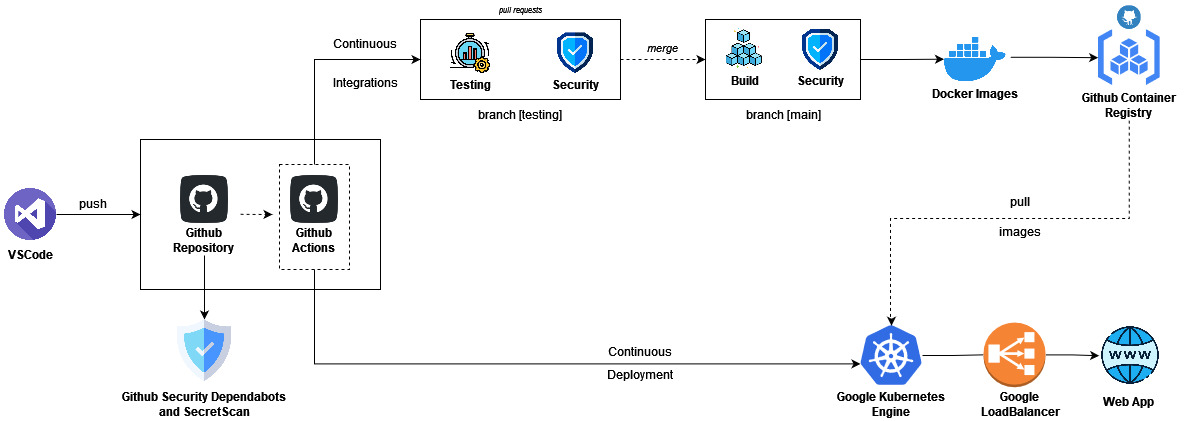 pull requests
Continuous
Integrations
Testing
Security
branch [testing]
merge
Build
Security
branch [main]
Docker Images
Github Container
Registry
push
VSCode
Github
Repository
Github
Actions
pull
images
Github Security Dependabots
and SecretScan
Continuous
Deployment
Google Kubernetes
Engine
Google
LoadBalancer
WWW
Web App